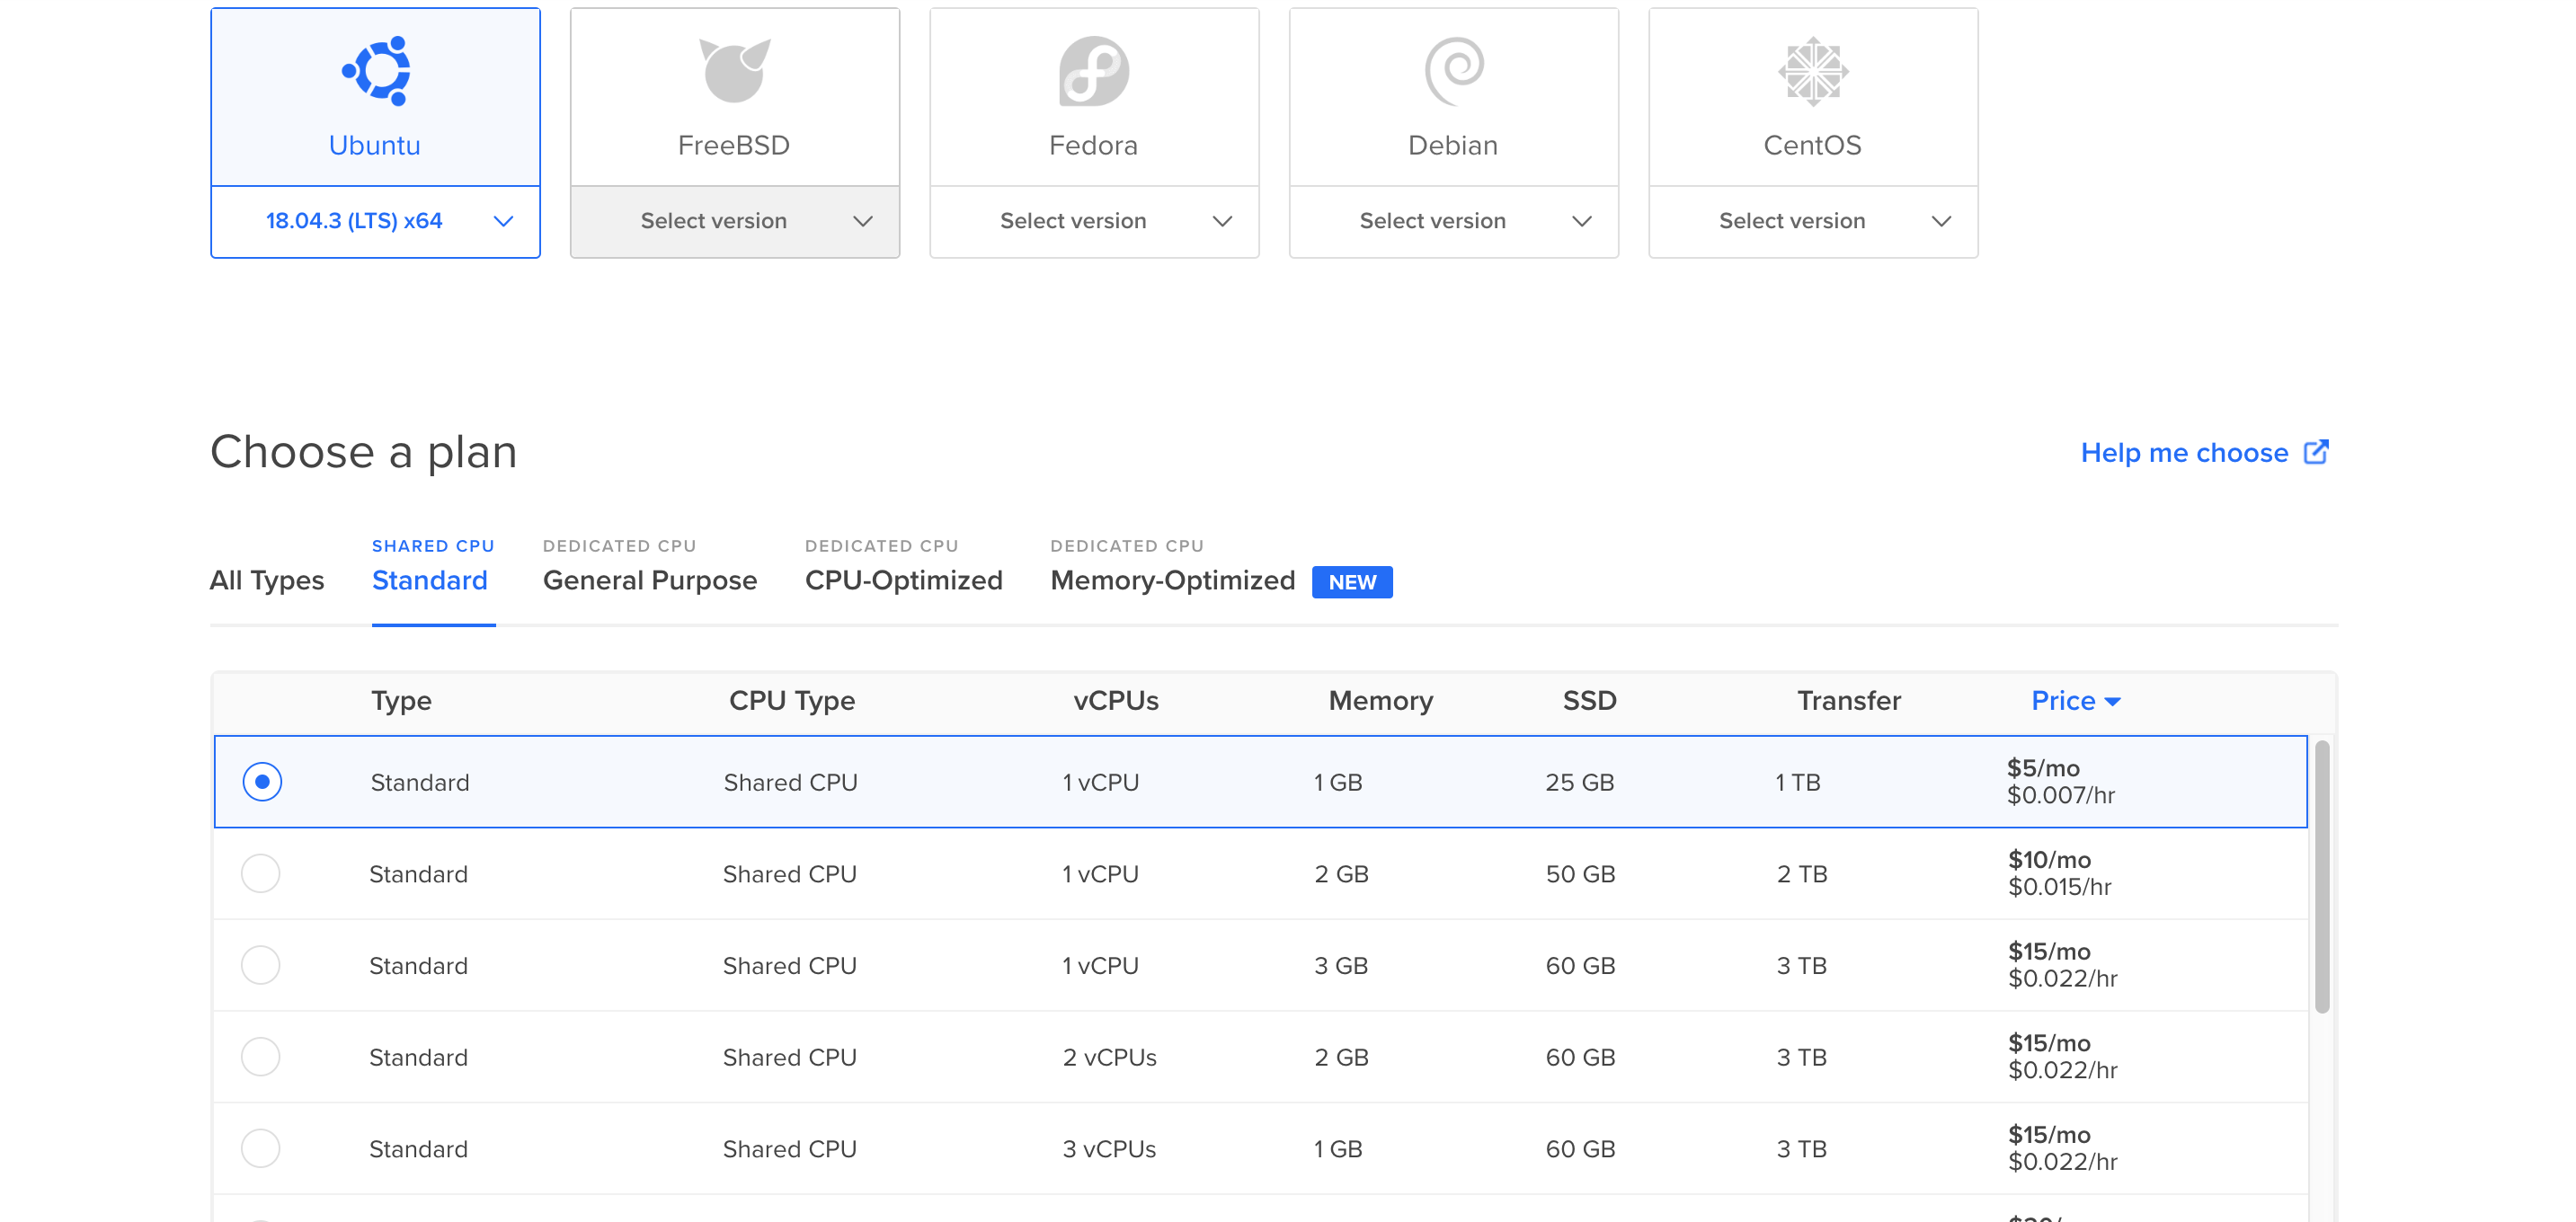 Ubuntu
FreeBSD
Fedora
Debian
CentOS
18.04.3 (LTS) x64
Select version
Select version
Select version
Select version
Choose a plan
Help me choose
All Types
SHARED CPU
Standard
DEDICATED CPU
General Purpose
DEDICATED CPU
CPU-Optimized
DEDICATED CPU
Memory-Optimized NEW
Type CPU Type vCPUs Memory SSD Transfer Price
Standard Shared CPU 1 vCPU 1 GB 25 GB 1 TB $5/mo
$0.007/hr
Standard Shared CPU 1 vCPU 2 GB 50 GB 2 TB $10/mo
$0.015/hr
Standard Shared CPU 1 vCPU 3 GB 60 GB 3 TB $15/mo
$0.022/hr
Standard Shared CPU 2 vCPUs 2 GB 60 GB 3 TB $15/mo
$0.022/hr
Standard Shared CPU 3 vCPUs 1 GB 60 GB 3 TB $15/mo
$0.022/hr